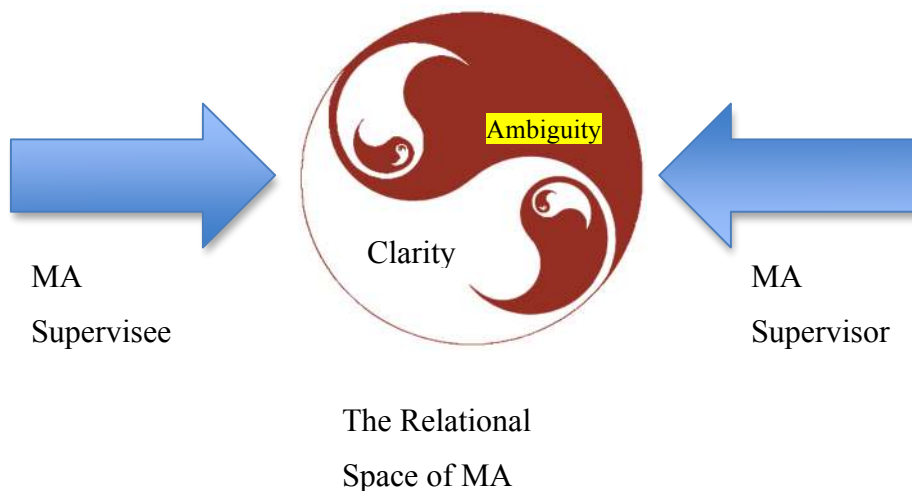 Ambiguity
Clarity
MA
Supervisee
MA
Supervisor
The Relational
Space of MA